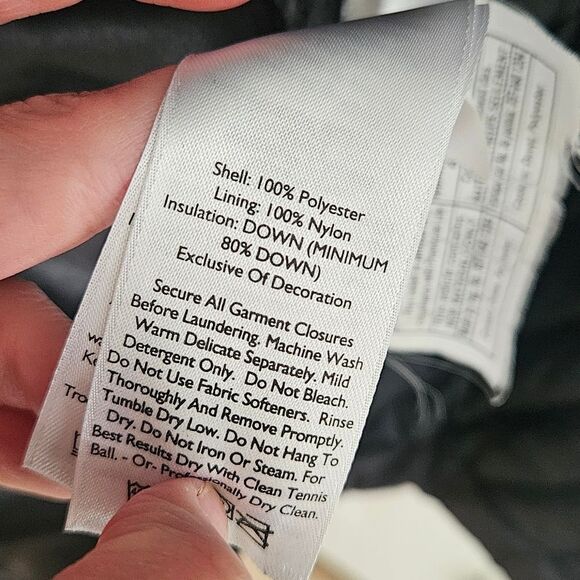 Shell: 100% Polyester
Lining: 100% Nylon
Insulation: DOWN (MINIMUM
80% DOWN)
Exclusive Of Decoration
Secure All Garment Closures
Before Laundering. Machine Wash
Warm Delicate Separately. Mild
Detergent Only. Do Not Bleach.
Do Not Use Fabric Softeners. Rinse
Thoroughly And Remove Promptly.
Tumble Dry Low. Do Not Hang To
Dry. Do Not Iron or Steam. For
Best Results Dry With Clean Tennis
Ball. - Or- Professionally Dry Clean.